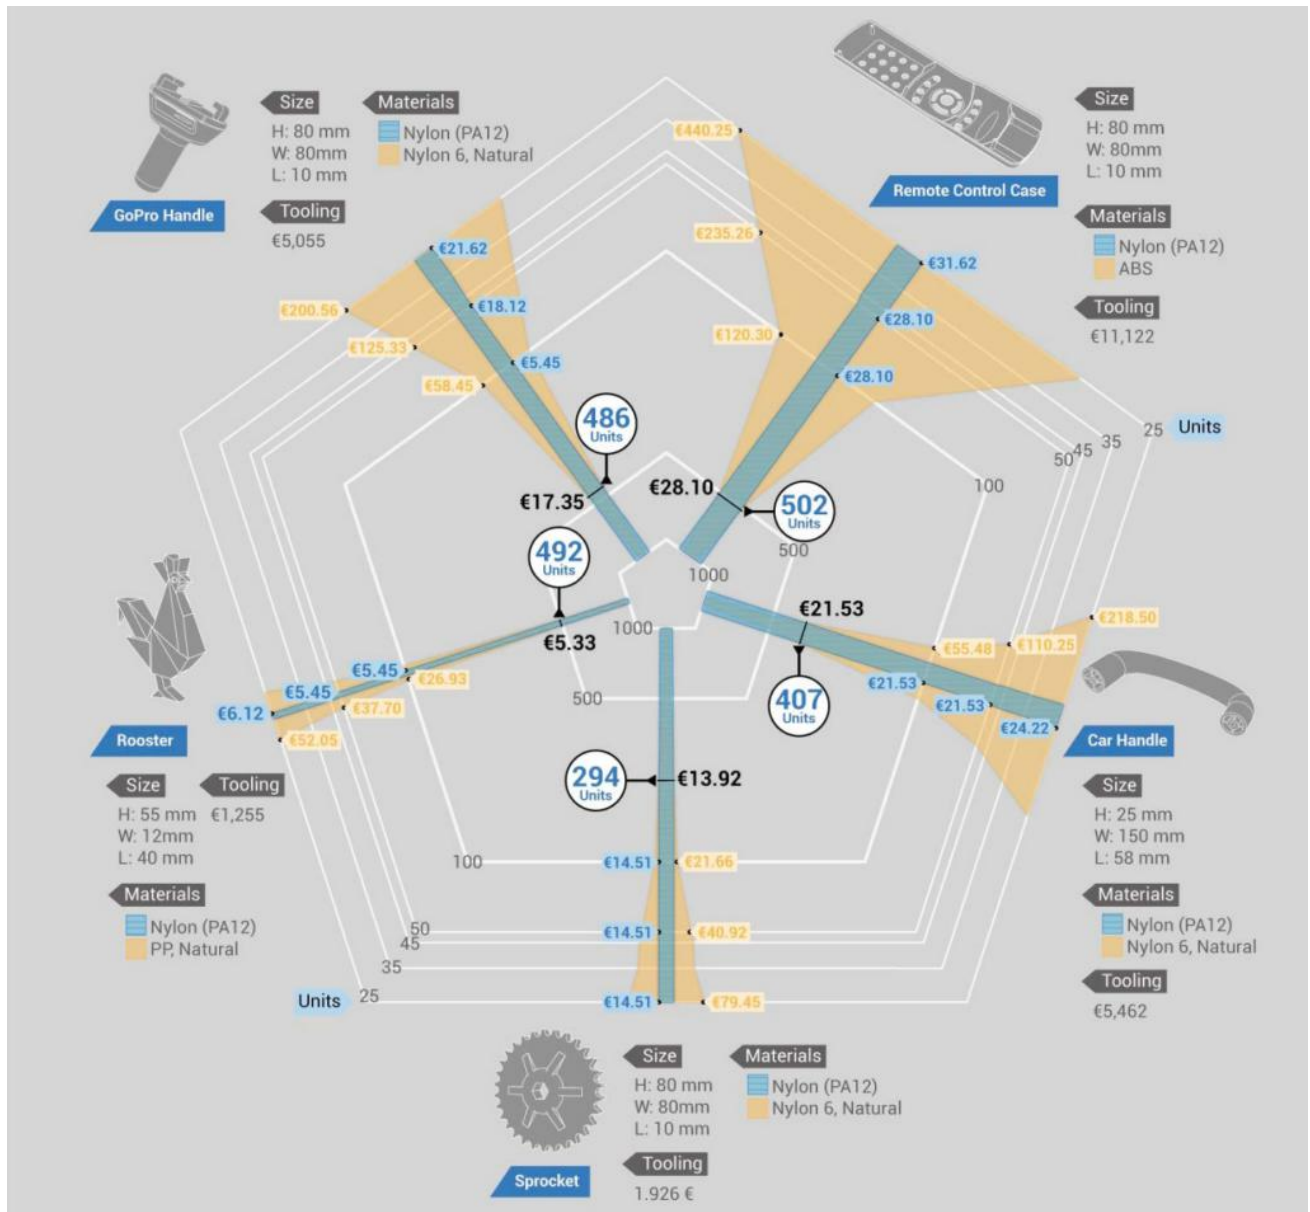 Size
H: 80 mm
W: 80mm
L: 10 mm
Materials
Nylon (PA12)
Nylon 6, Natural
GoPro Handle
Tooling
€5,055
Remote Control Case
Size
H: 80 mm
W: 80mm
L: 10 mm
Materials
Nylon (PA12)
ABS
Tooling
€11,122
€440.25
€235.26
€120.30
€31.62
€28.10
€28.10
€28.10
502
Units
€21.62
€18.12
€5.45
€200.56
€125.33
€58.45
486
Units
€17.35
25
Units
35
45
50
100
500
1000
492
Units
€5.33
1000
500
100
50
45
35
25
Units
€5.45
€5.45
€6.12
€26.93
€37.70
€52.05
Rooster
Size
H: 55 mm
W: 12mm
L: 40 mm
Tooling
€1,255
Materials
Nylon (PA12)
PP, Natural
€21.53
407
Units
€218.50
€110.25
€55.48
€21.53
€21.53
€24.22
Car Handle
Size
H: 25 mm
W: 150 mm
L: 58 mm
Materials
Nylon (PA12)
Nylon 6, Natural
Tooling
€5,462
294
Units
€13.92
€14.51
€21.66
€14.51
€40.92
€14.51
€79.45
Sprocket
Size
H: 80 mm
W: 80mm
L: 10 mm
Materials
Nylon (PA12)
Nylon 6, Natural
Tooling
1.926 €